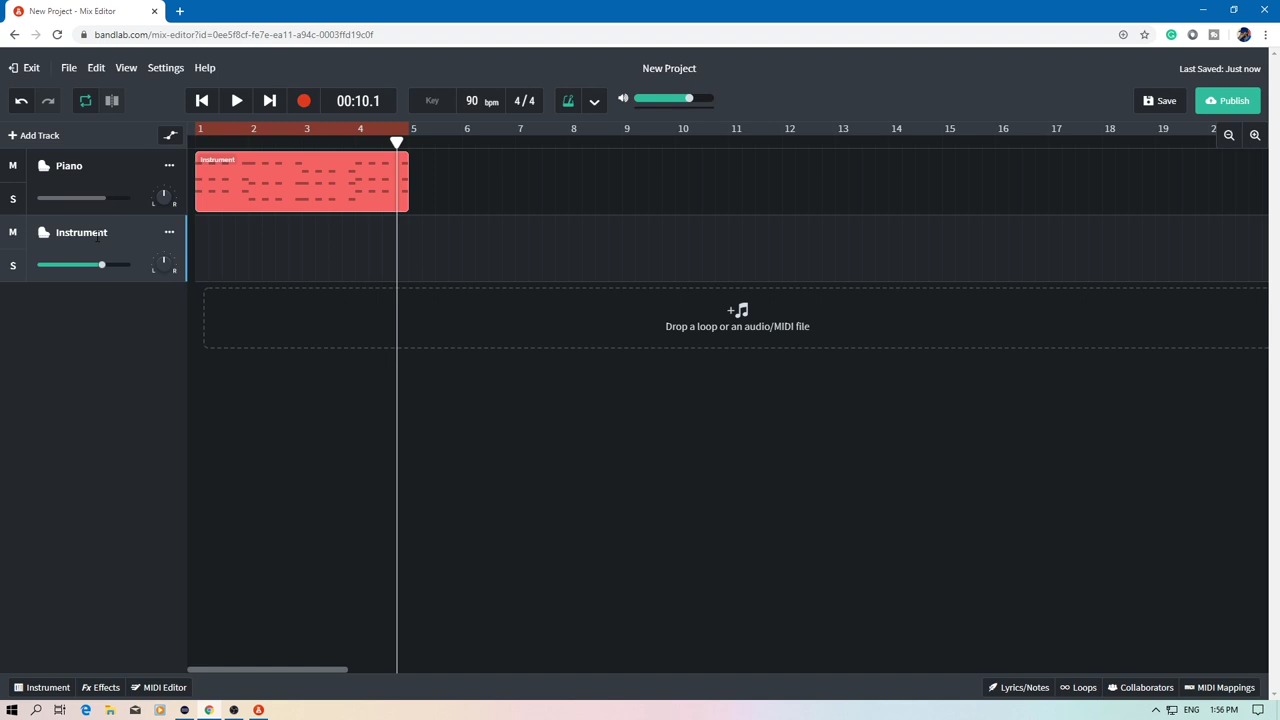 New Project - Mix Editor
bandlab.com/mix-editor?id=0ee5f8cf-fe7e-ea11-a94c-0003ffd19c0f
Exit File Edit View Settings Help New Project Last Saved: Just now
00:10.1 Key 90 bpm 4/4 Save Publish
+ Add Track 1 2 3 4 5 6 7 8 9 10 11 12 13 14 15 16 17 18 19 2
M Piano Instrument
S L R
M Instrument
S L R
Drop a loop or an audio/MIDI file
Instrument Fx Effects MIDI Editor Lyrics/Notes Loops Collaborators MIDI Mappings
ENG 1:56 PM